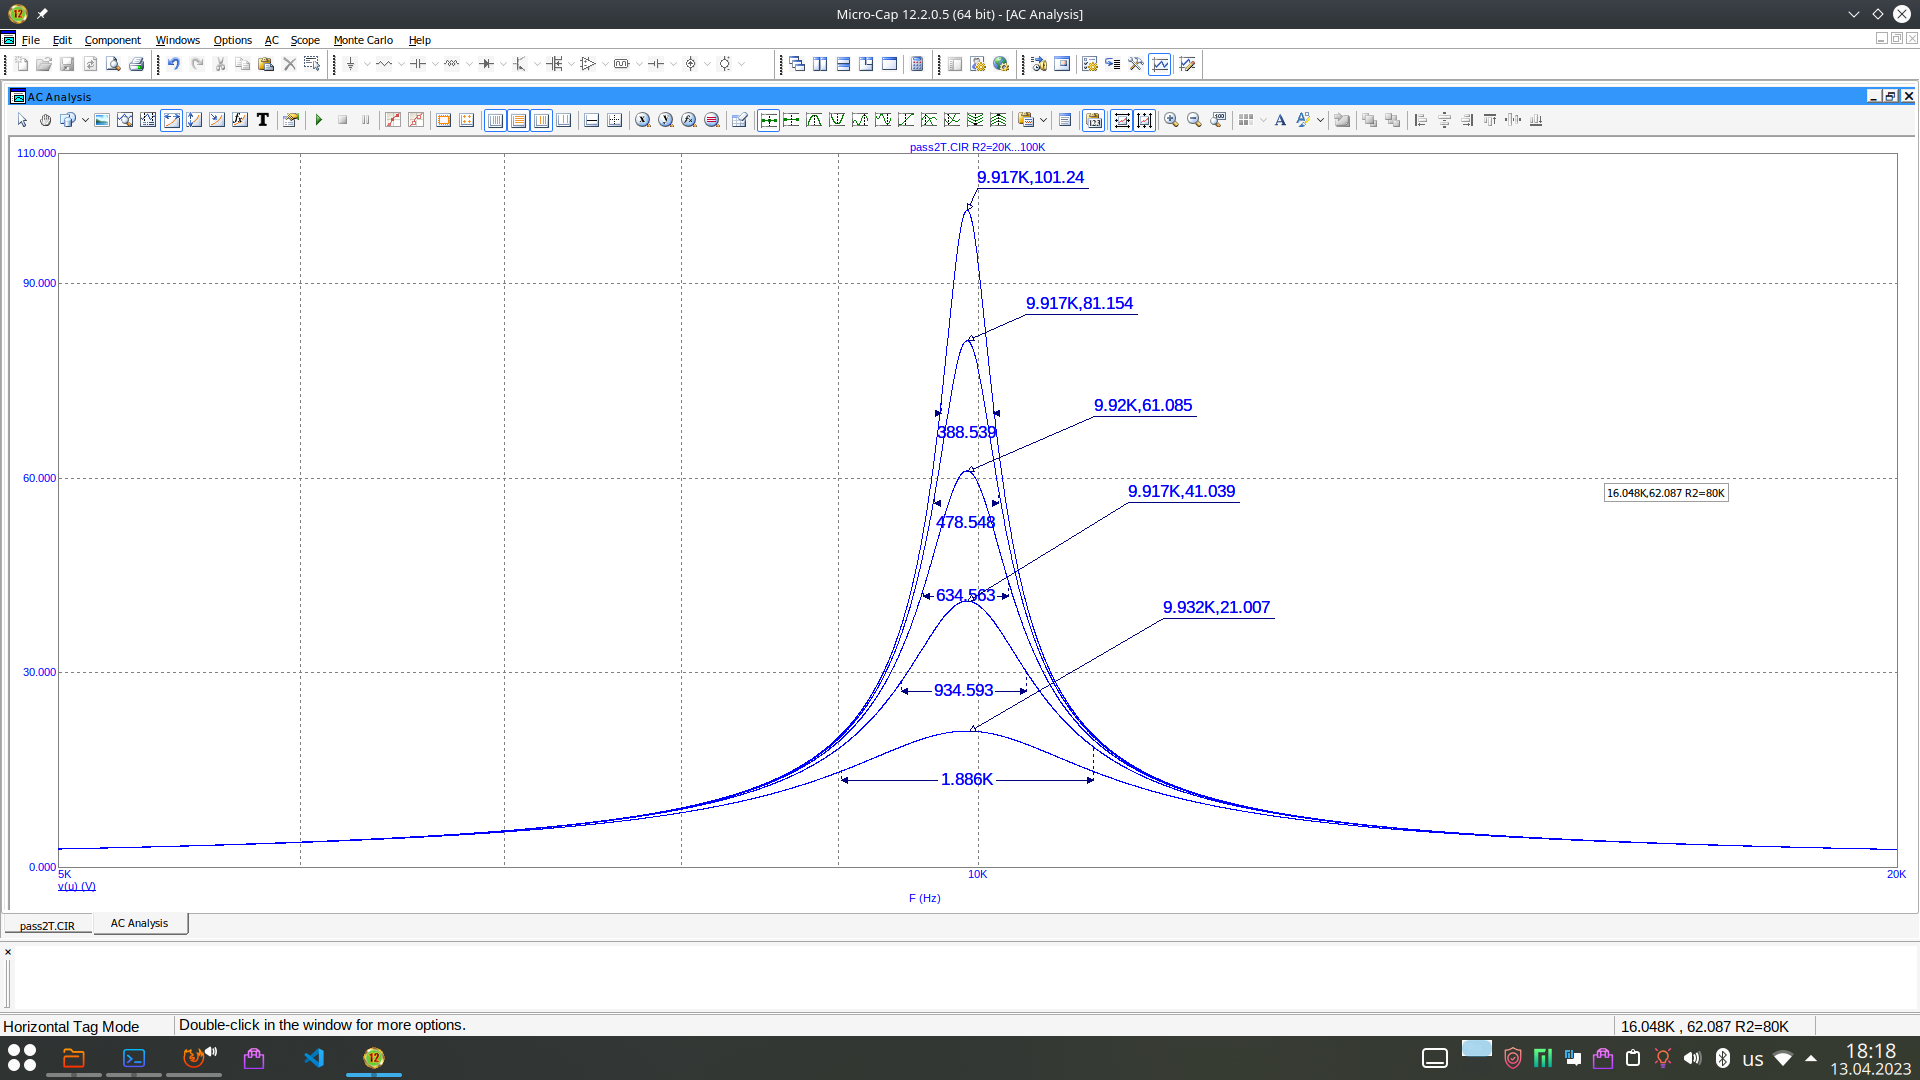 Micro-Cap 12.2.0.5 (64 bit) - [AC Analysis]
File Edit Component Windows Options AC Scope Monte Carlo Help
AC Analysis
pass2T.CIR R2=20K...100K
110.000
9.917K,101.24
90.000
9.917K,81.154
9.92K,61.085
388.539
60.000
9.917K,41.039
16.048K,62.087 R2=80K
478.548
634.563
9.932K,21.007
30.000
934.593
1.886K
0.000
5K 10K 20K
v(u) (V)
F (Hz)
pass2T.CIR AC Analysis
Horizontal Tag Mode Double-click in the window for more options. 16.048K , 62.087 R2=80K
12 us 18:18
13.04.2023